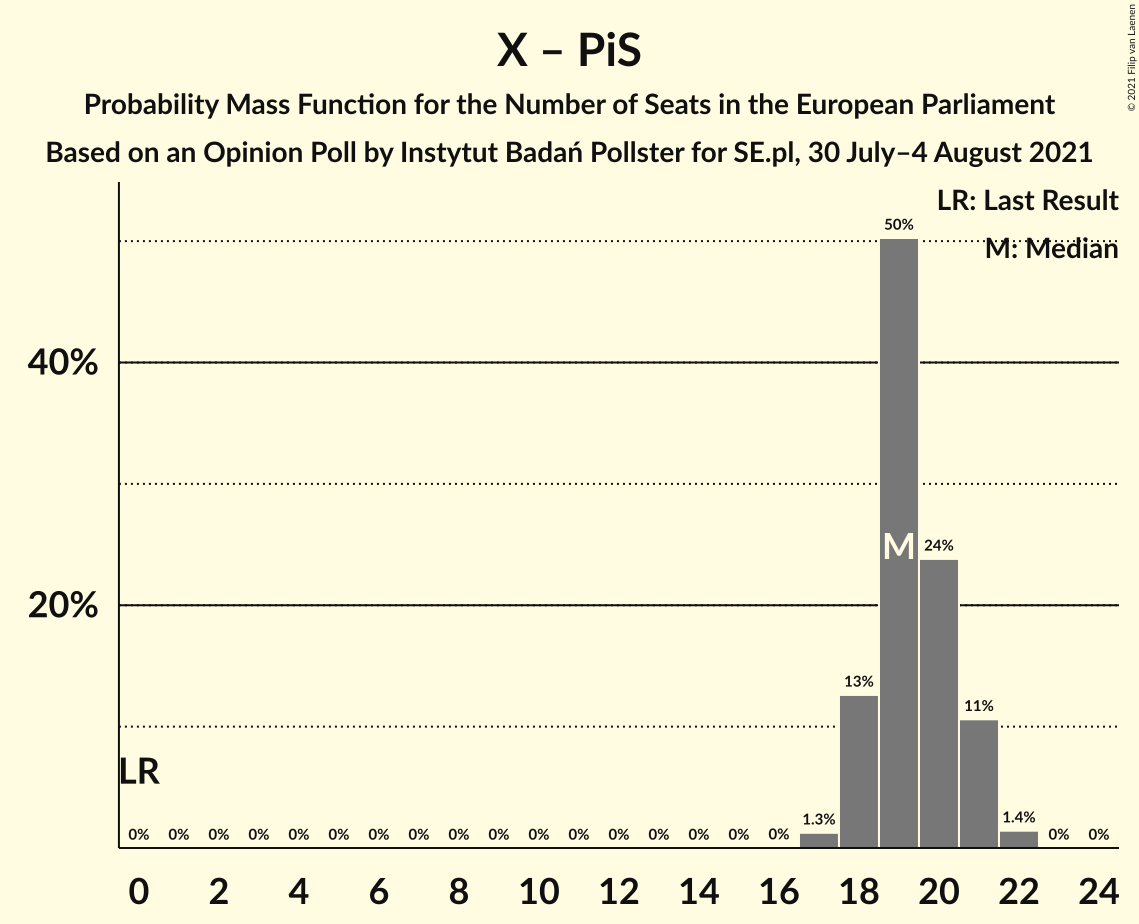 X – PiS
Probability Mass Function for the Number of Seats in the European Parliament
Based on an Opinion Poll by Instytut Badań Pollster for SE.pl, 30 July–4 August 2021
© 2021 Filip van Laenen
LR: Last Result
M: Median
50%
40%
M
24%
20%
13%
11%
LR
1.3%
1.4%
0% 0% 0% 0% 0% 0% 0% 0% 0% 0% 0% 0% 0% 0% 0% 0% 0% 0% 0%
0 2 4 6 8 10 12 14 16 18 20 22 24